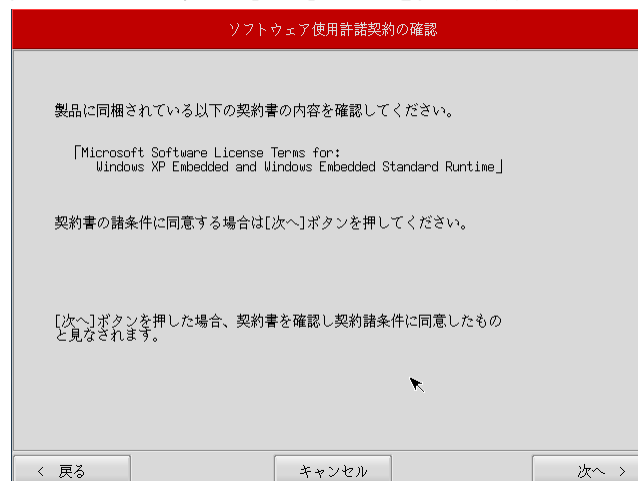 ソフトウェア使用許諾契約の確認
製品に同梱されている以下の契約書の内容を確認してください。
「Microsoft Software License Terms for:
Windows XP Embedded and Windows Embedded Standard Runtime」
契約書の諸条件に同意する場合は[次へ]ボタンを押してください。
[次へ]ボタンを押した場合、契約書を確認し契約諸条件に同意したもの
と見なされます。
< 戻る
キャンセル
次へ >